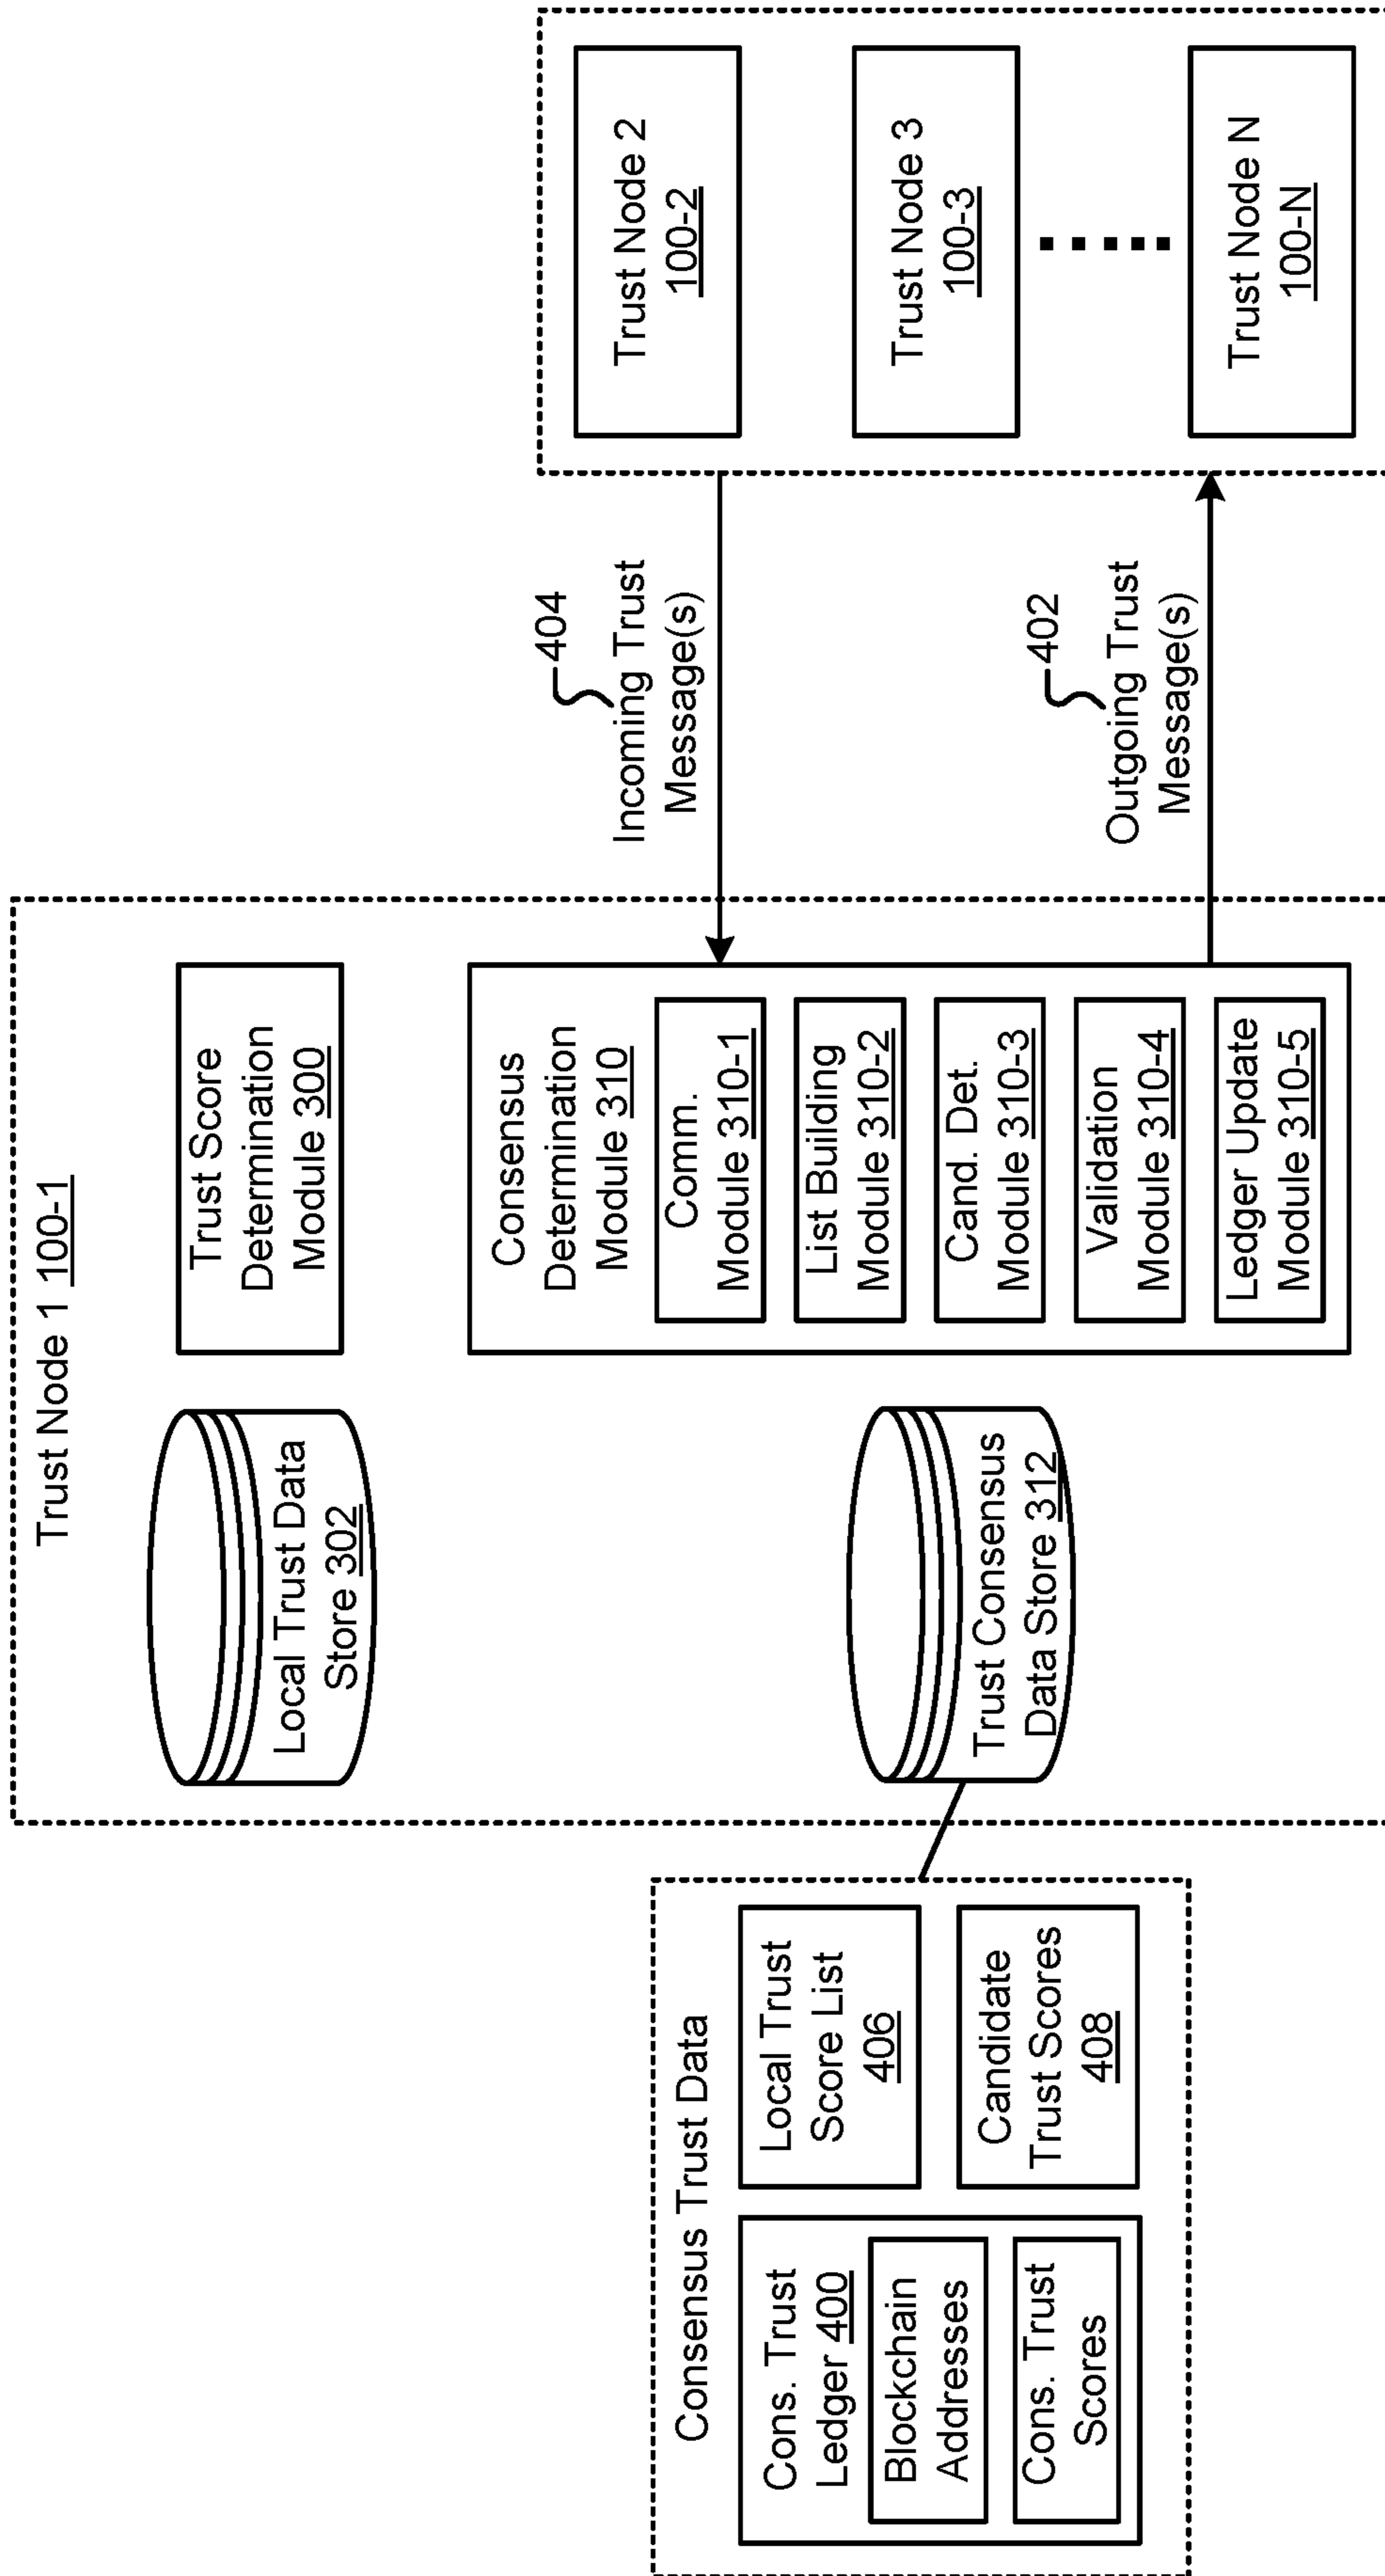 Trust Node 1 100-1
Local Trust Data
Store 302
Trust Score
Determination
Module 300
Consensus Trust Data
Cons. Trust
Ledger 400
Blockchain
Addresses
Cons. Trust
Scores
Local Trust
Score List
406
Candidate
Trust Scores
408
Trust Consensus
Data Store 312
Consensus
Determination
Module 310
Comm.
Module 310-1
List Building
Module 310-2
Cand. Det.
Module 310-3
Validation
Module 310-4
Ledger Update
Module 310-5
404
Incoming Trust
Message(s)
402
Outgoing Trust
Message(s)
Trust Node 2
100-2
Trust Node 3
100-3
Trust Node N
100-N